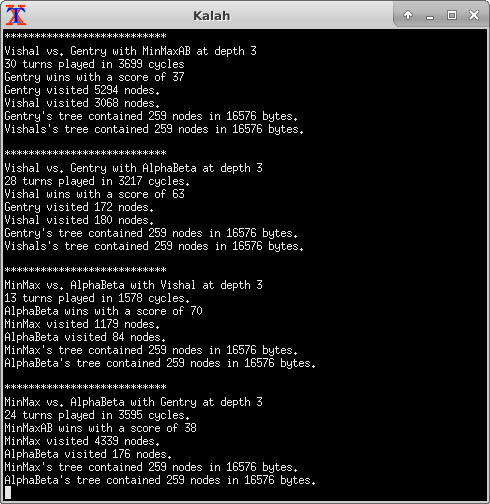 Kalah
***************************
Vishal vs. Gentry with MinMaxAB at depth 3
30 turns played in 3699 cycles
Gentry wins with a score of 37
Gentry visited 5294 nodes.
Vishal visited 3068 nodes.
Gentry's tree contained 259 nodes in 16576 bytes.
Vishals's tree contained 259 nodes in 16576 bytes.
***************************
Vishal vs. Gentry with AlphaBeta at depth 3
28 turns played in 3217 cycles.
Vishal wins with a score of 63
Gentry visited 172 nodes.
Vishal visited 180 nodes.
Gentry's tree contained 259 nodes in 16576 bytes.
Vishals's tree contained 259 nodes in 16576 bytes.
***************************
MinMax vs. AlphaBeta with Vishal at depth 3
13 turns played in 1578 cycles.
AlphaBeta wins with a score of 70
MinMax visited 1179 nodes.
AlphaBeta visited 84 nodes.
MinMax's tree contained 259 nodes in 16576 bytes.
AlphaBeta's tree contained 259 nodes in 16576 bytes.
***************************
MinMax vs. AlphaBeta with Gentry at depth 3
24 turns played in 3595 cycles.
MinMaxAB wins with a score of 38
MinMax visited 4339 nodes.
AlphaBeta visited 176 nodes.
MinMax's tree contained 259 nodes in 16576 bytes.
AlphaBeta's tree contained 259 nodes in 16576 bytes.